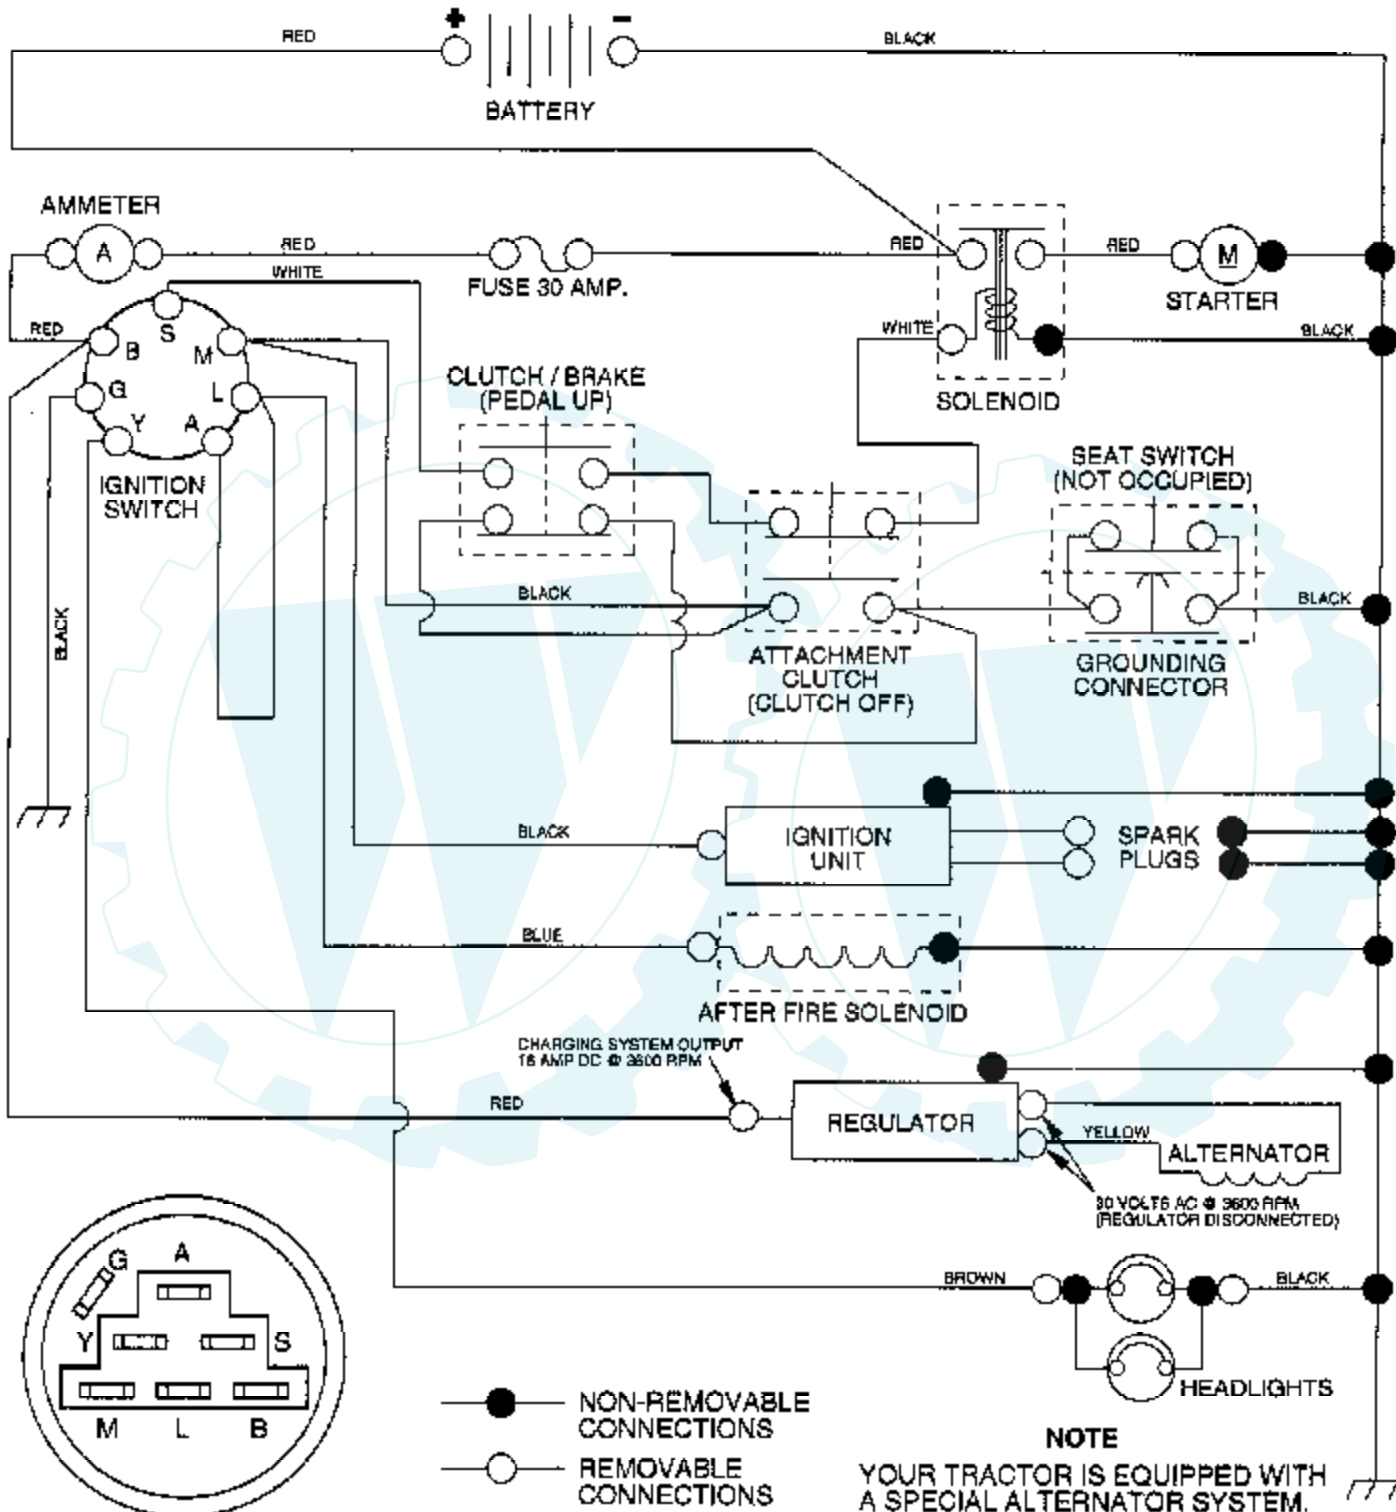 + −
RED
BLACK
BATTERY
AMMETER
A
RED
RED
RED
M
WHITE
FUSE 30 AMP.
STARTER
RED
S
B
M
WHITE
BLACK
G
L
CLUTCH / BRAKE
(PEDAL UP)
SOLENOID
Y
A
IGNITION
SWITCH
SEAT SWITCH
(NOT OCCUPIED)
BLACK
BLACK
BLACK
ATTACHMENT
CLUTCH
(CLUTCH OFF)
GROUNDING
CONNECTOR
BLACK
IGNITION
UNIT
SPARK
PLUGS
BLUE
AFTER FIRE SOLENOID
CHARGING SYSTEM OUTPUT
16 AMP DC @ 3600 RPM
RED
REGULATOR
YELLOW
ALTERNATOR
30 VOLTS AC @ 3600 RPM
(REGULATOR DISCONNECTED)
G
A
BROWN
BLACK
Y
S
HEADLIGHTS
M
L
B
NON-REMOVABLE
CONNECTIONS
REMOVABLE
CONNECTIONS
NOTE
YOUR TRACTOR IS EQUIPPED WITH
A SPECIAL ALTERNATOR SYSTEM.